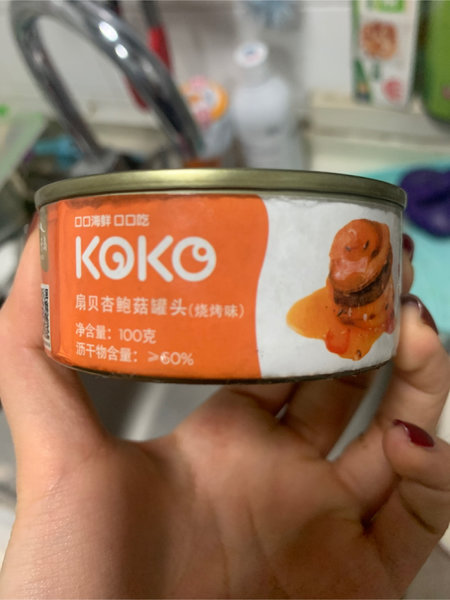 口口海鲜 口口吃
KOKO
扇贝杏鲍菇罐头(烧烤味)
净含量: 100克
沥干物含量: ≥60%